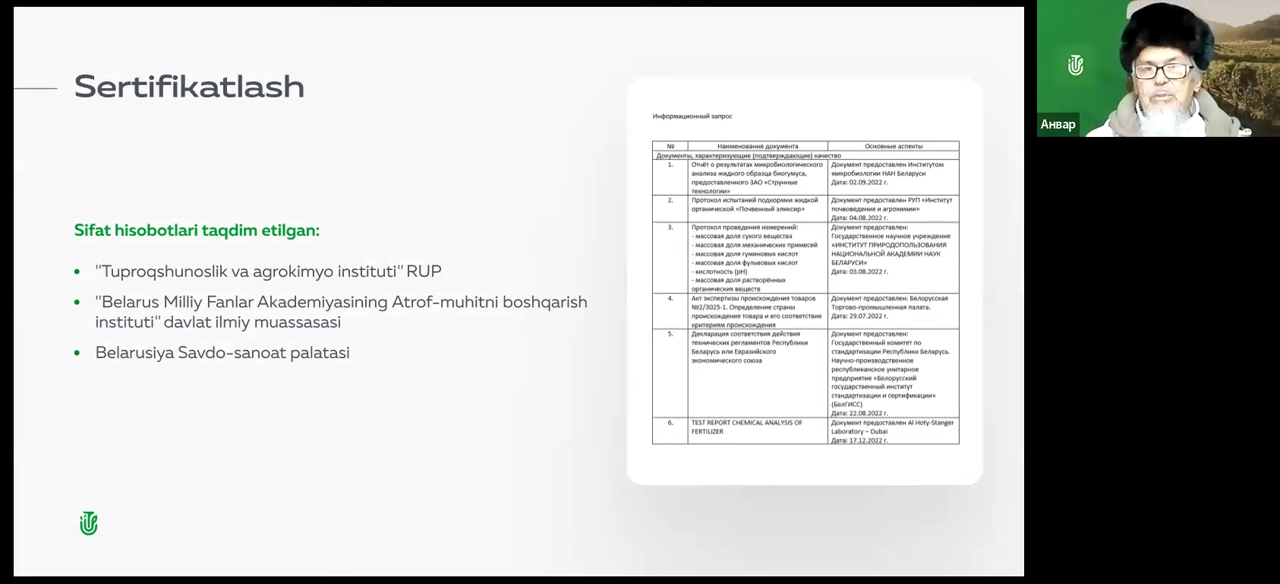 Sertifikatlash
Sifat hisobotlari taqdim etilgan:
• "Tuproqshunoslik va agrokimyo instituti" RUP
• "Belarus Milliy Fanlar Akademiyasining Atrof-muhitni boshqarish
instituti" davlat ilmiy muassasasi
• Belarusiya Savdo-sanoat palatasi
Информационный запрос
№ Наименование документа Основные аспекты
Документы, характеризующие (подтверждающие) качество
1. Отчёт о результатах микробиологического
анализа жидкого образца биогумуса,
предоставленного ЗАО «Струнные
технологии»
Документ предоставлен Институтом
микробиологии НАН Беларуси
Дата: 02.09.2022 г.
2. Протокол испытаний подкормки жидкой
органической «Почвенный эликсир»
Документ предоставлен РУП «Институт
почвоведения и агрохимии»
Дата: 04.08.2022 г.
3. Протокол проведения измерений:
- массовая доля сухого вещества
- массовая доля механических примесей
- массовая доля гуминовых кислот
- массовая доля фульвовых кислот
- кислотность (pH)
- массовая доля растворённых
органических веществ
Документ предоставлен:
Государственное научное учреждение
«ИНСТИТУТ ПРИРОДОПОЛЬЗОВАНИЯ
НАЦИОНАЛЬНОЙ АКАДЕМИИ НАУК
БЕЛАРУСИ»
Дата: 03.08.2022 г.
4. Акт экспертизы происхождения товаров
№2/3025-1. Определение страны
происхождения товара и его соответствие
критериям происхождения
Документ предоставлен: Белорусская
Торгово-промышленная палата.
Дата: 29.07.2022 г.
5. Декларация соответствия действия
технических регламентов Республики
Беларусь или Евразийского
экономического союза
Документ предоставлен:
Государственный комитет по
стандартизации Республики Беларусь.
Научно-производственное
республиканское унитарное
предприятие «Белорусский
государственный институт
стандартизации и сертификации»
(БелГИСС)
Дата: 22.08.2022 г.
6. TEST REPORT CHEMICAL ANALYSIS OF
FERTILIZER
Документ предоставлен Al Hoty-Stanger
Laboratory – Dubai
Дата: 17.12.2022 г.
Анвар